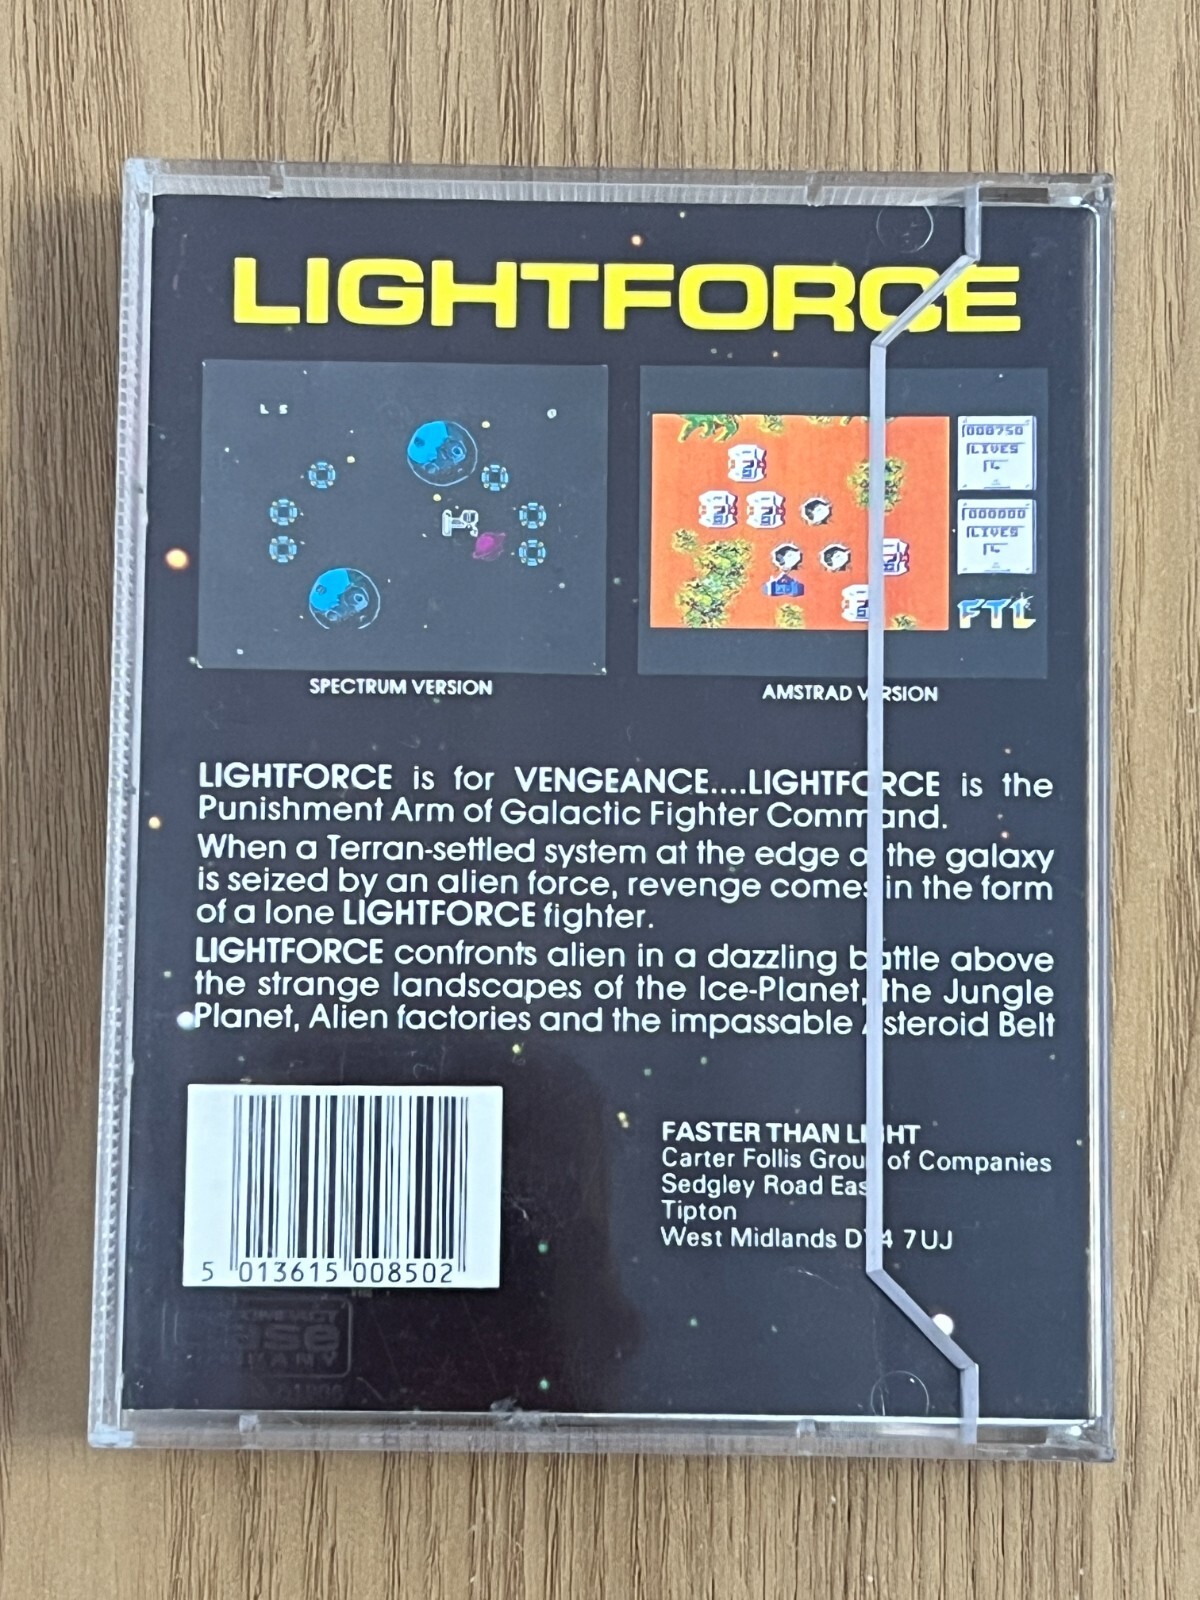 LIGHTFORCE
L 5
0
000750
LIVES
000000
LIVES
FTL
SPECTRUM VERSION
AMSTRAD VERSION
LIGHTFORCE is for VENGEANCE....LIGHTFORCE is the
Punishment Arm of Galactic Fighter Command.
When a Terran-settled system at the edge of the galaxy
is seized by an alien force, revenge comes in the form
of a lone LIGHTFORCE fighter.
LIGHTFORCE confronts alien in a dazzling battle above
the strange landscapes of the Ice-Planet, the Jungle
Planet, Alien factories and the impassable Asteroid Belt
FASTER THAN LIGHT
Carter Follis Group of Companies
Sedgley Road East
Tipton
West Midlands DY4 7UJ
5 013615 008502